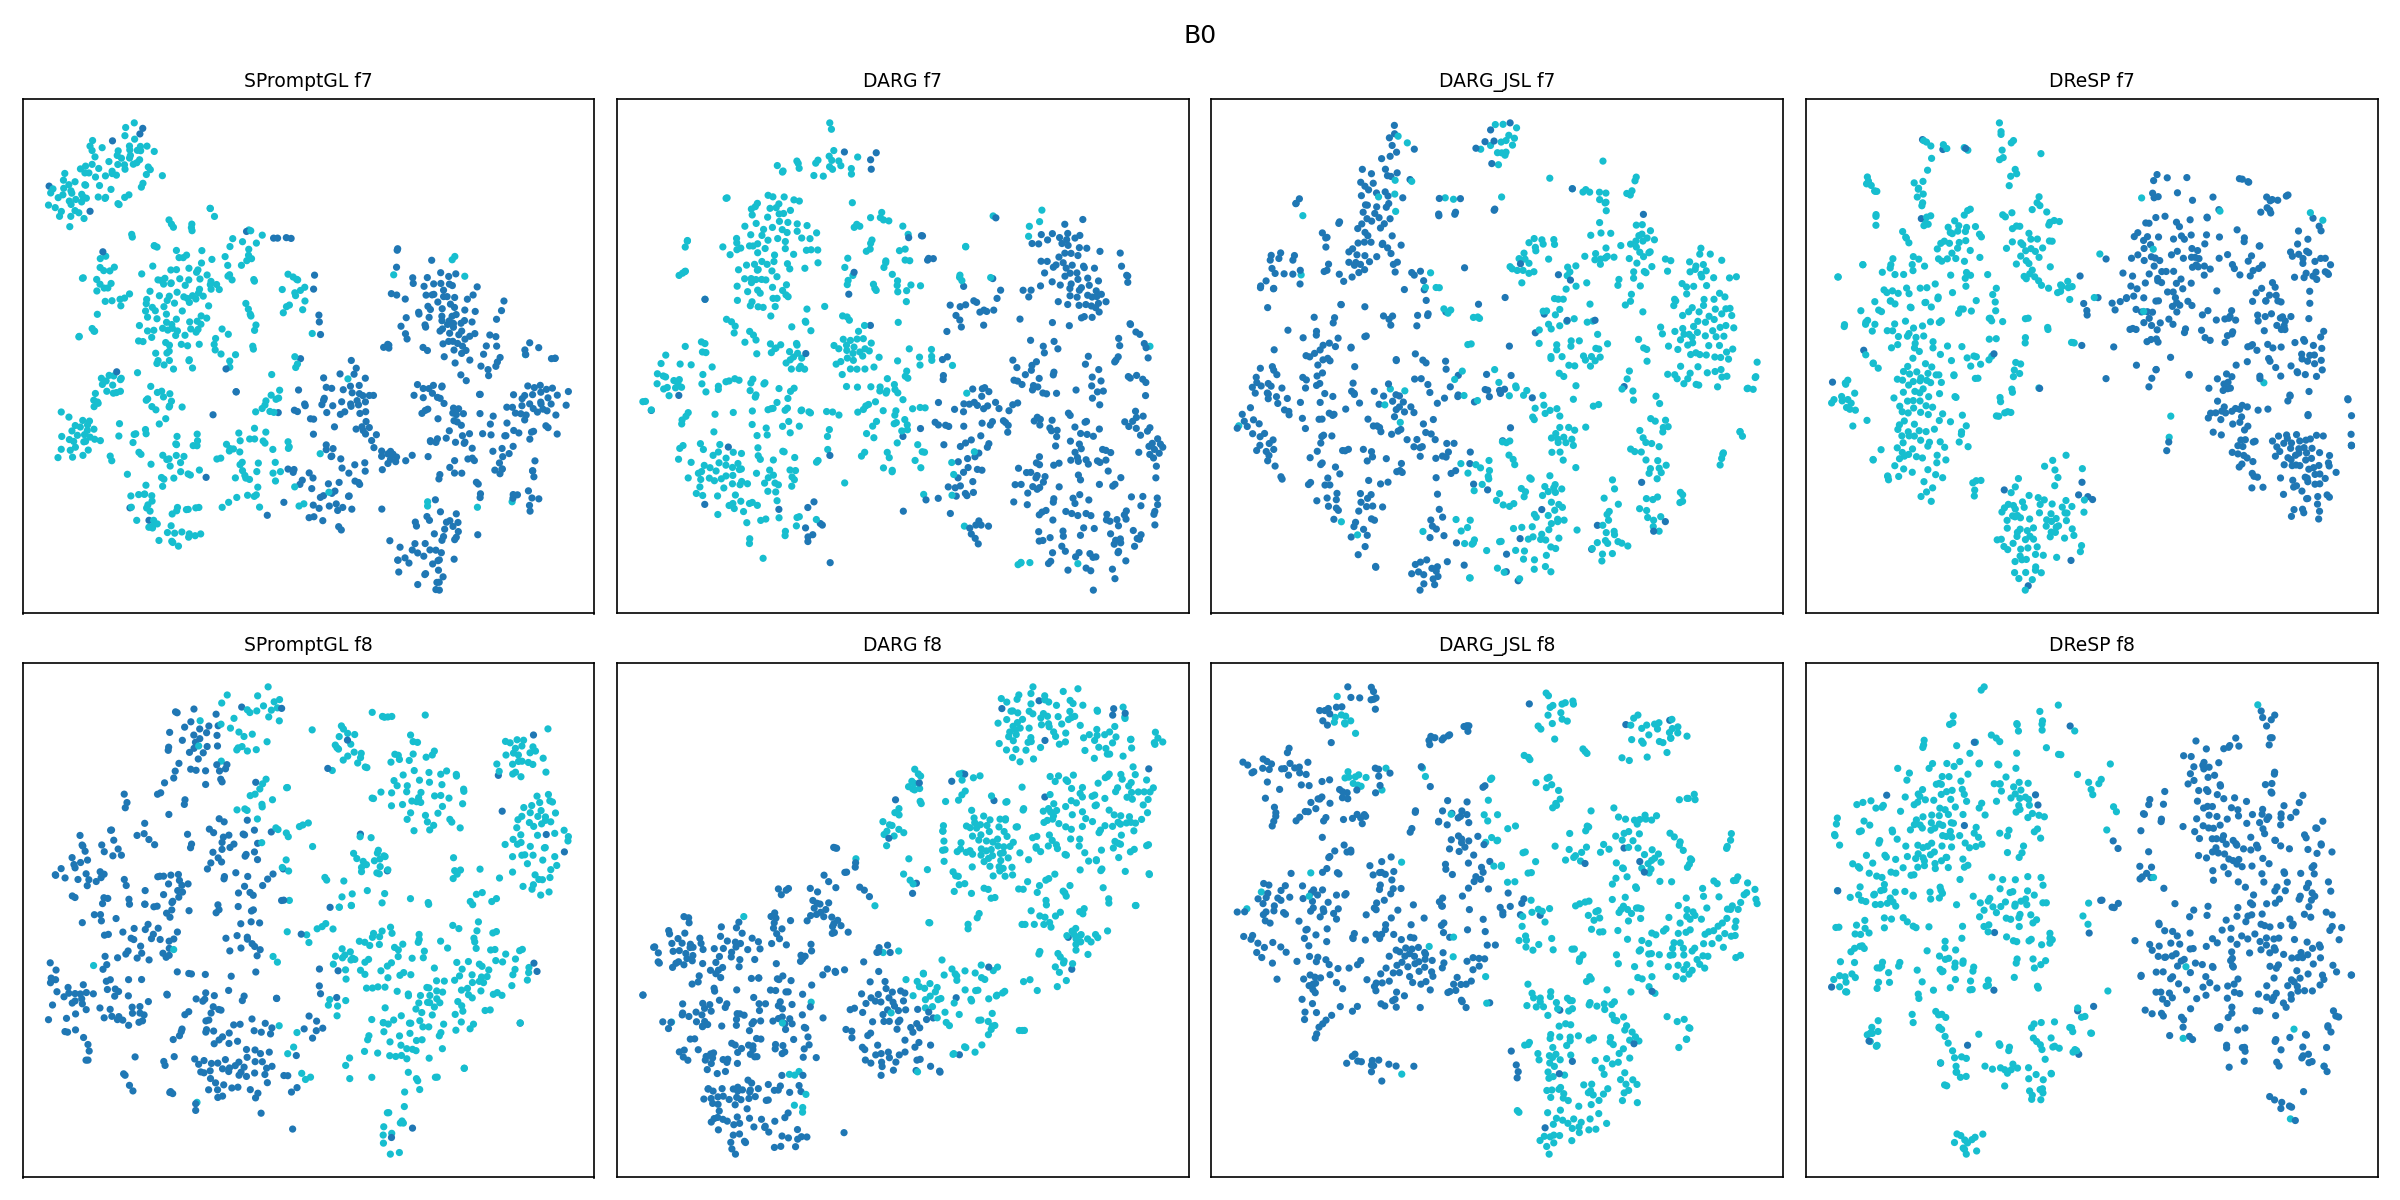 B0
SPromptGL f7
DARG f7
DARG_JSL f7
DReSP f7
SPromptGL f8
DARG f8
DARG_JSL f8
DReSP f8